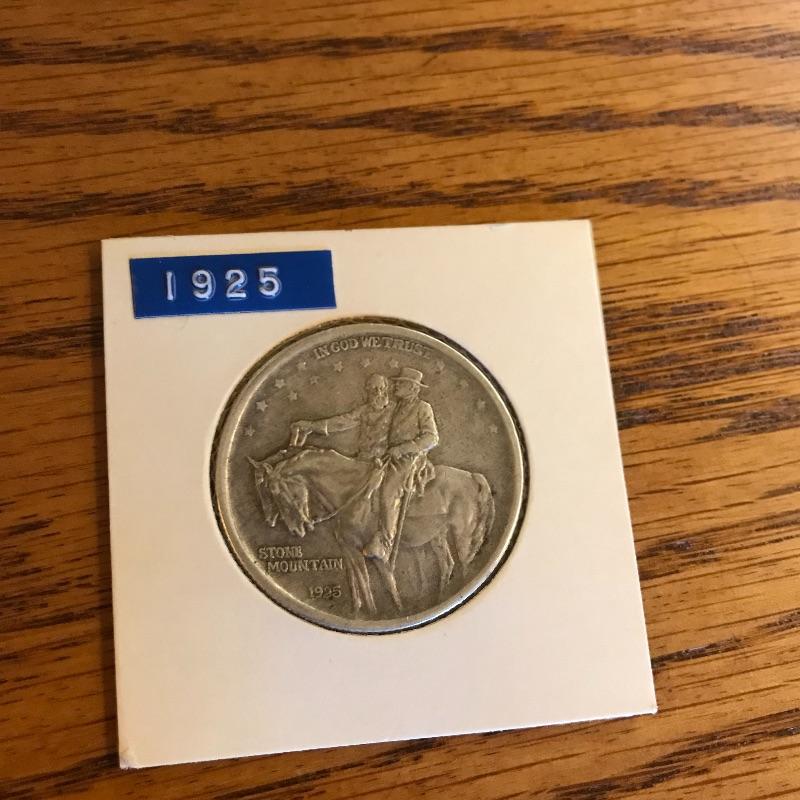 1925
IN GOD WE TRUST
STONE
MOUNTAIN
1925